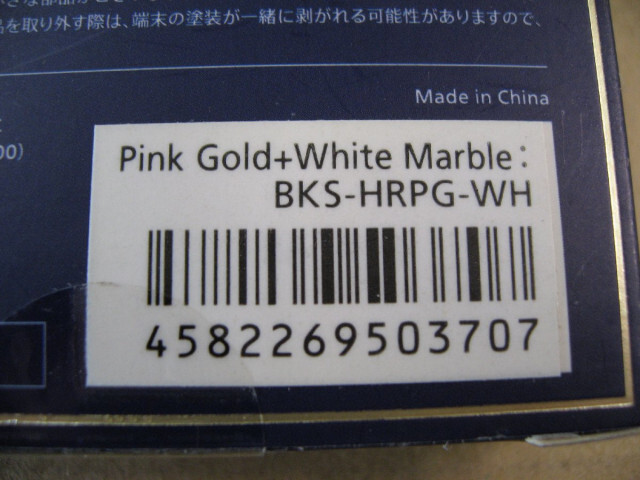 を取り外す際は、端末の塗装が一緒に剥がれる可能性がありますので、
Made in China
00)
Pink Gold+White Marble:
BKS-HRPG-WH
4582269503707